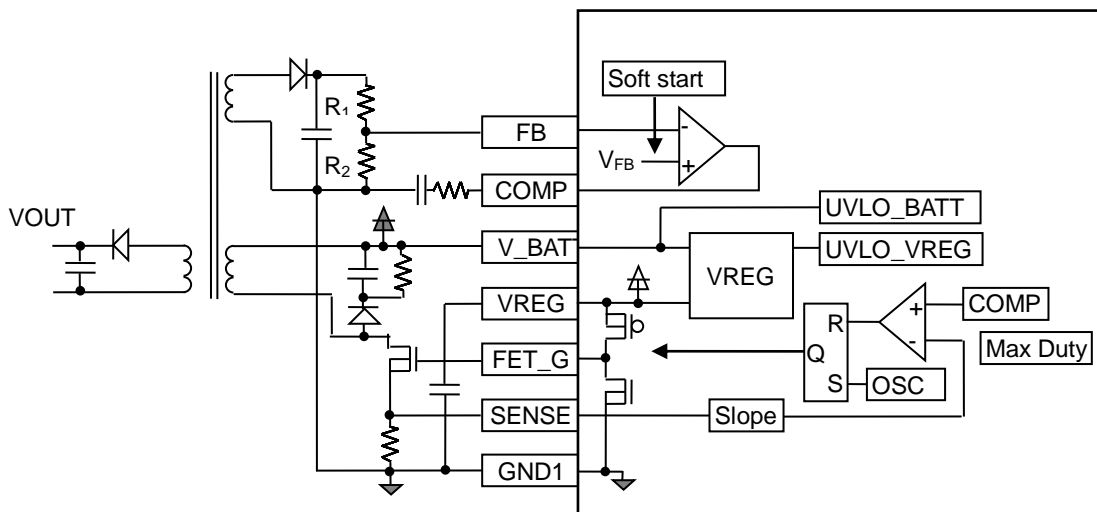 Soft start
R₁
FB
-
V_FB
+
R₂
COMP
VOUT
UVLO_BATT
V_BAT
UVLO_VREG
VREG
VREG
COMP
R
+
-
Max Duty
FET_G
Q
S
OSC
SENSE
Slope
GND1